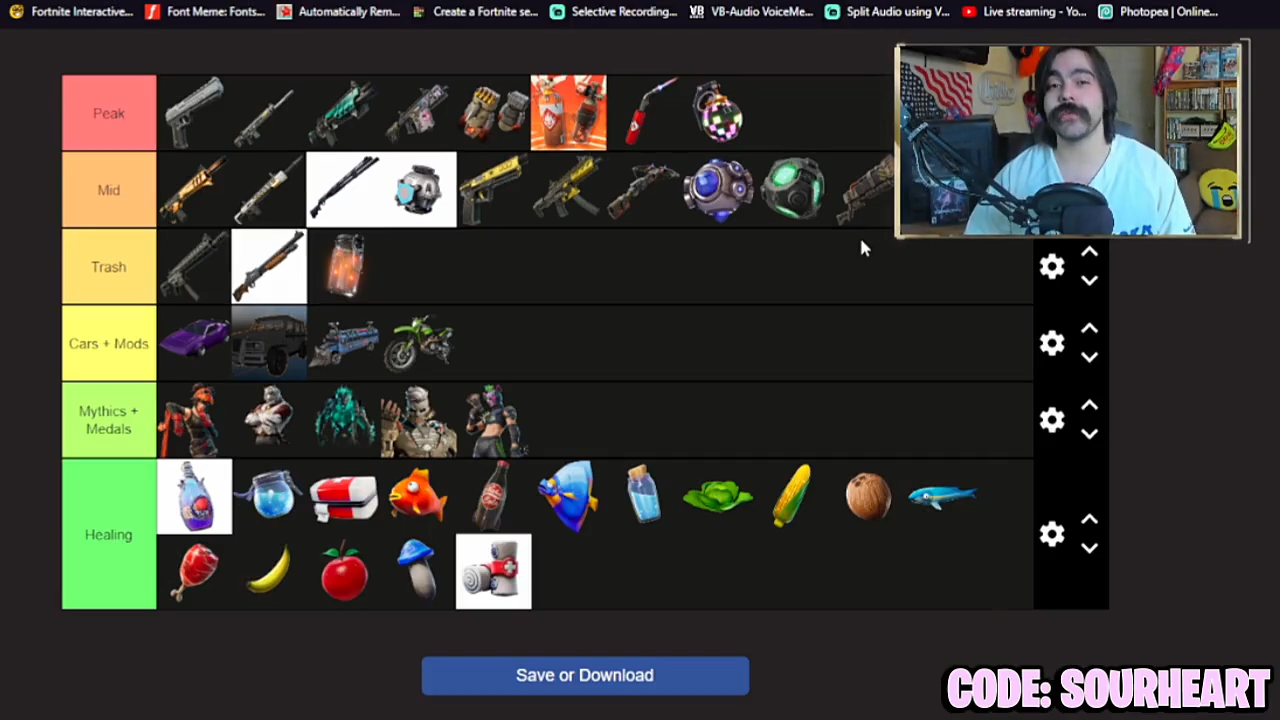 Fortnite Interactive...
Font Meme: Fonts...
Automatically Rem...
Create a Fortnite se...
Selective Recording...
VB-Audio VoiceMe...
Split Audio using V...
Live streaming - Yo...
Photopea | Online...
Peak
Mid
Trash
Cars + Mods
Mythics +
Medals
Healing
Save or Download
CODE: SOURHEART